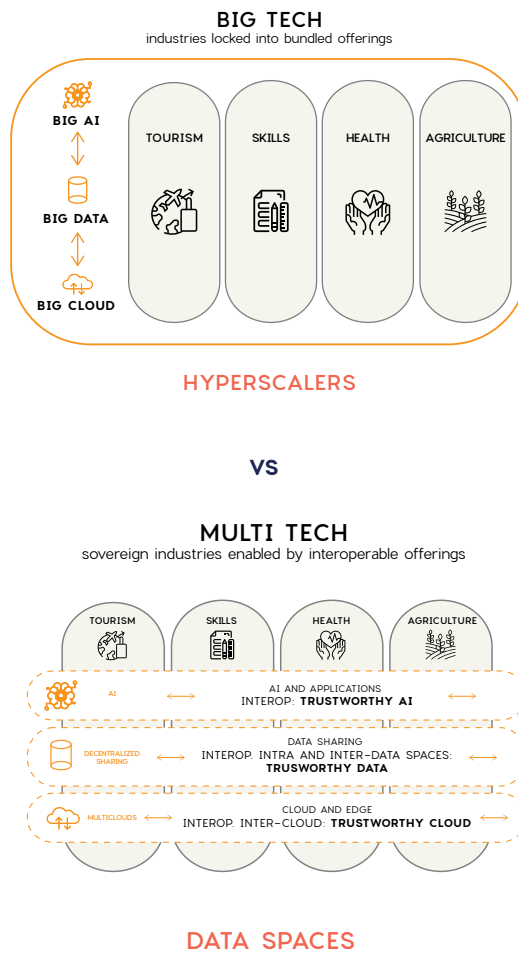 BIG TECH
industries locked into bundled offerings
BIG AI
BIG DATA
BIG CLOUD
TOURISM
SKILLS
HEALTH
AGRICULTURE
HYPERSCALERS
VS
MULTI TECH
sovereign industries enabled by interoperable offerings
TOURISM
SKILLS
HEALTH
AGRICULTURE
AI
AI AND APPLICATIONS
INTEROP: TRUSTWORTHY AI
DECENTRALIZED
SHARING
DATA SHARING
INTEROP. INTRA AND INTER-DATA SPACES:
TRUSWORTHY DATA
MULTICLOUDS
CLOUD AND EDGE
INTEROP. INTER-CLOUD: TRUSTWORTHY CLOUD
DATA SPACES